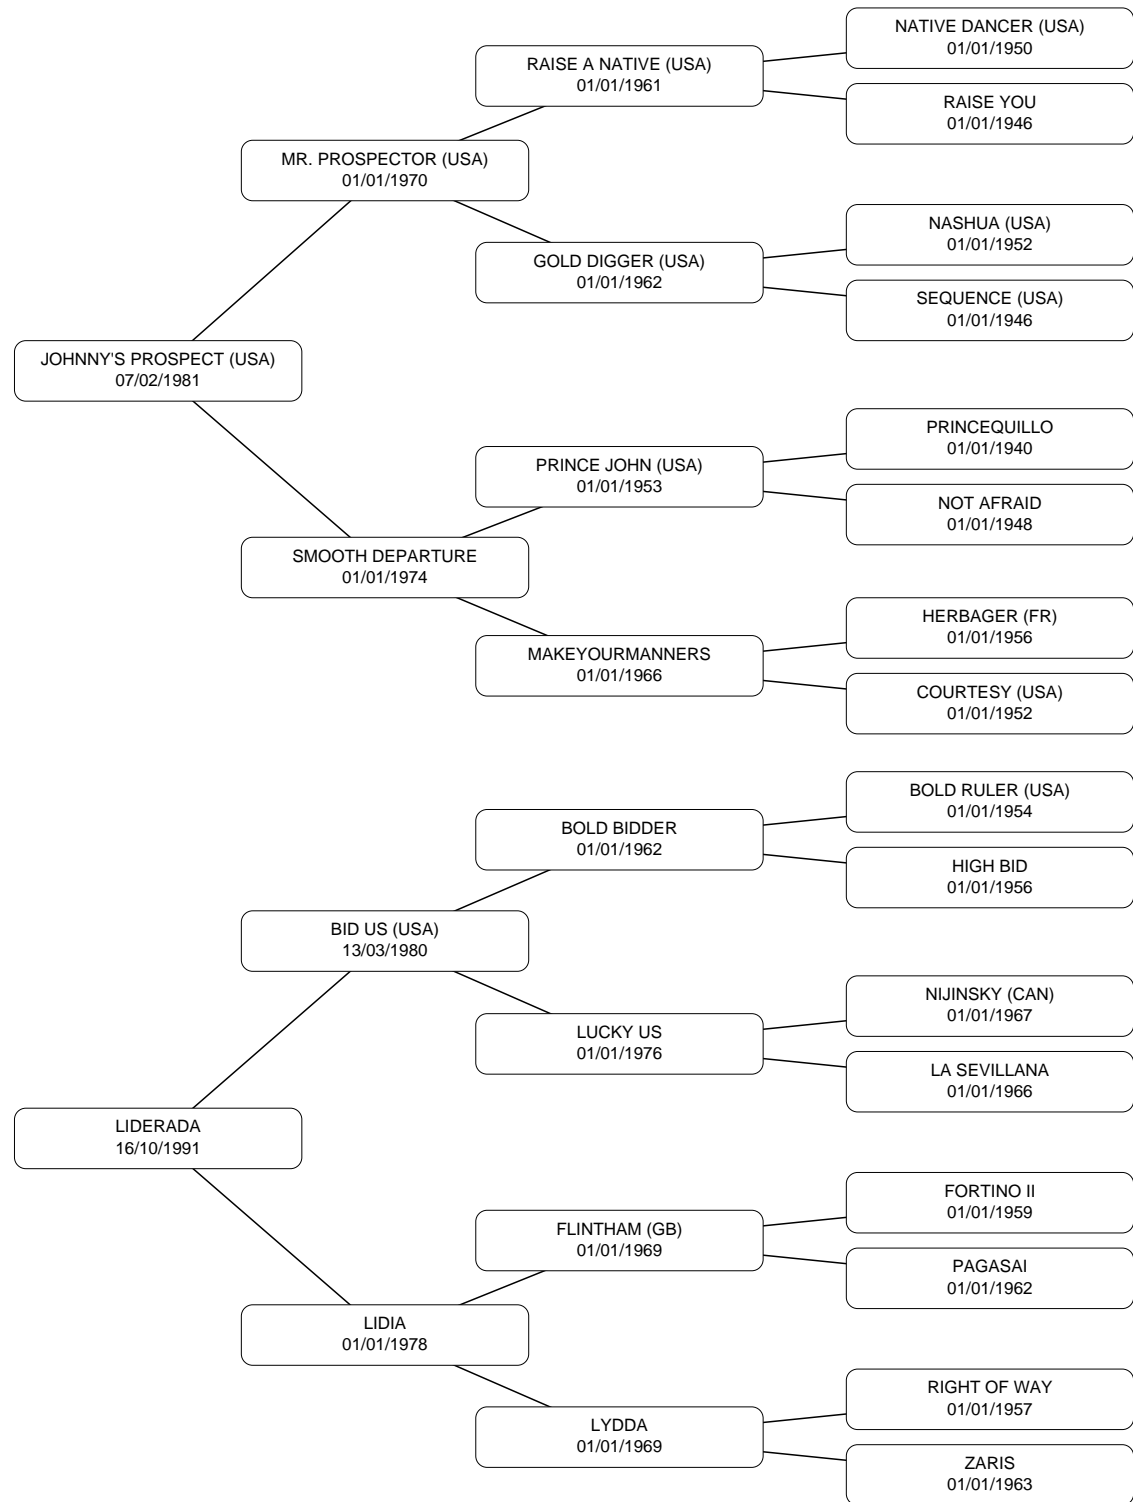 NATIVE DANCER (USA)
01/01/1950
RAISE A NATIVE (USA)
01/01/1961
RAISE YOU
01/01/1946
MR. PROSPECTOR (USA)
01/01/1970
NASHUA (USA)
01/01/1952
GOLD DIGGER (USA)
01/01/1962
SEQUENCE (USA)
01/01/1946
JOHNNY'S PROSPECT (USA)
07/02/1981
PRINCEQUILLO
01/01/1940
PRINCE JOHN (USA)
01/01/1953
NOT AFRAID
01/01/1948
SMOOTH DEPARTURE
01/01/1974
HERBAGER (FR)
01/01/1956
MAKEYOURMANNERS
01/01/1966
COURTESY (USA)
01/01/1952
BOLD RULER (USA)
01/01/1954
BOLD BIDDER
01/01/1962
HIGH BID
01/01/1956
BID US (USA)
13/03/1980
NIJINSKY (CAN)
01/01/1967
LUCKY US
01/01/1976
LA SEVILLANA
01/01/1966
LIDERADA
16/10/1991
FORTINO II
01/01/1959
FLINTHAM (GB)
01/01/1969
PAGASAI
01/01/1962
LIDIA
01/01/1978
RIGHT OF WAY
01/01/1957
LYDDA
01/01/1969
ZARIS
01/01/1963